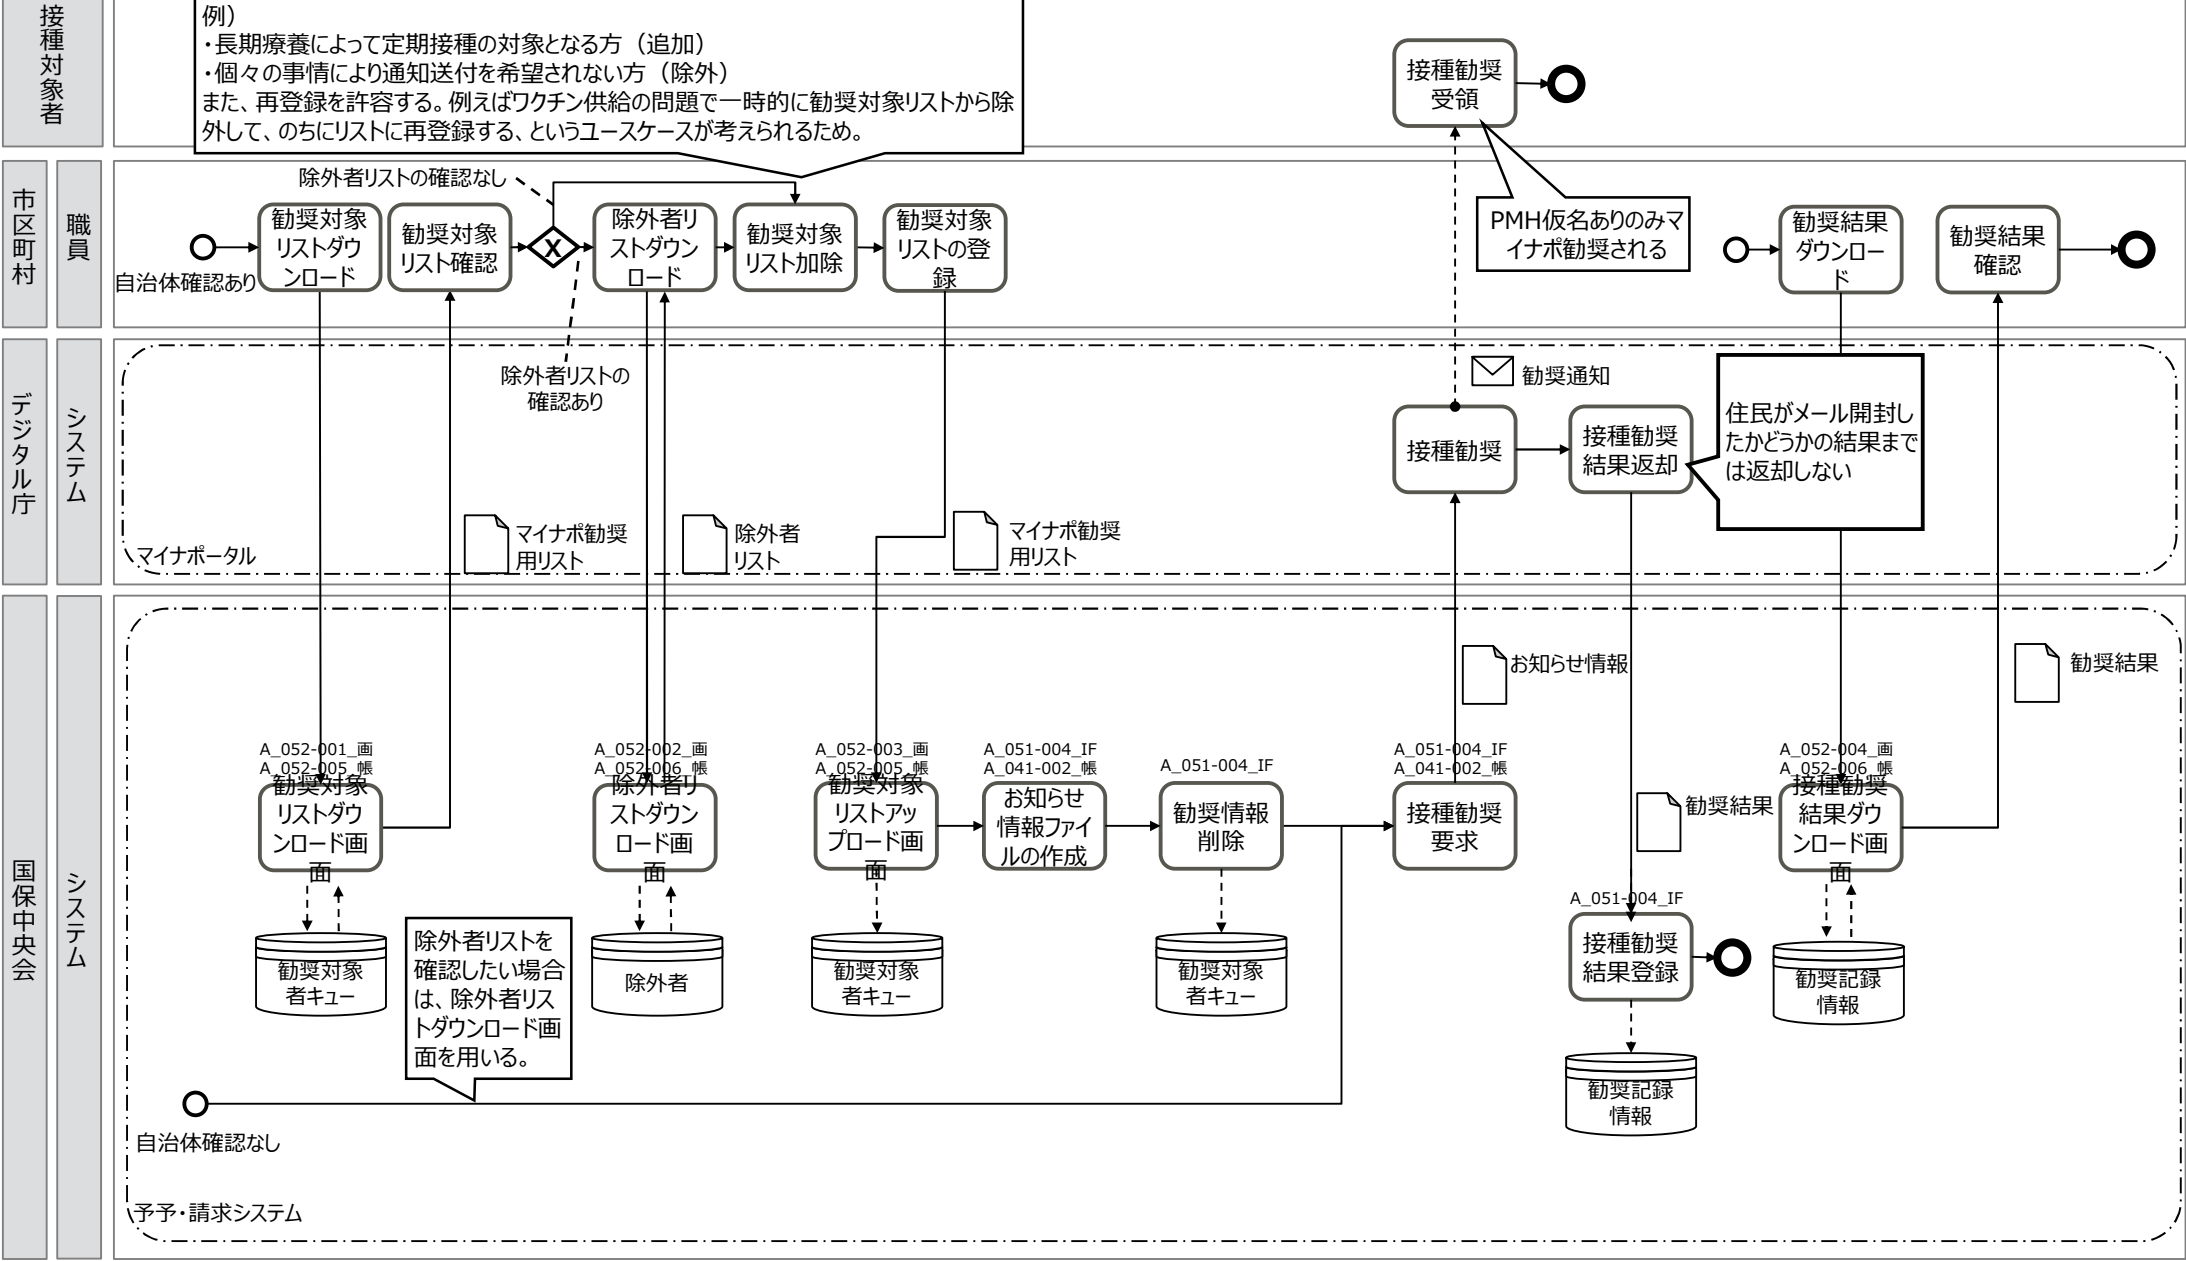 接種対象者
例）
・長期療養によって定期接種の対象となる方（追加）
・個々の事情により通知送付を希望されない方（除外）
また、再登録を許容する。例えばワクチン供給の問題で一時的に勧奨対象リストから除
外して、のちにリストに再登録する、というユースケースが考えられるため。
接種勧奨
受領
市区町村
職員
除外者リストの確認なし
自治体確認あり
勧奨対象
リストダウ
ンロード
勧奨対象
リスト確認
X
除外者リ
ストダウン
ロード
勧奨対象
リスト加除
勧奨対象
リストの登
録
PMH仮名ありのみマ
イナポ勧奨される
勧奨結果
ダウンロー
ド
勧奨結果
確認
デジタル庁
システム
除外者リストの
確認あり
勧奨通知
接種勧奨
接種勧奨
結果返却
住民がメール開封し
たかどうかの結果まで
は返却しない
マイナポ勧奨
用リスト
除外者
リスト
マイナポ勧奨
用リスト
マイナポータル
国保中央会
システム
お知らせ情報
勧奨結果
A_052-001_画
A_052-005_帳
勧奨対象
リストダウ
ンロード画
面
A_052-002_画
A_052-006_帳
除外者リ
ストダウン
ロード画
面
A_052-003_画
A_052-005_帳
勧奨対象
リストアッ
プロード画
面
A_051-004_IF
A_041-002_帳
お知らせ
情報ファイ
ルの作成
A_051-004_IF
勧奨情報
削除
A_051-004_IF
A_041-002_帳
接種勧奨
要求
勧奨結果
A_052-004_画
A_052-006_帳
接種勧奨
結果ダウ
ンロード画
面
A_051-004_IF
接種勧奨
結果登録
勧奨対象
者キュー
除外者リストを
確認したい場合
は、除外者リス
トダウンロード画
面を用いる。
除外者
勧奨対象
者キュー
勧奨対象
者キュー
勧奨記録
情報
勧奨記録
情報
自治体確認なし
予予・請求システム